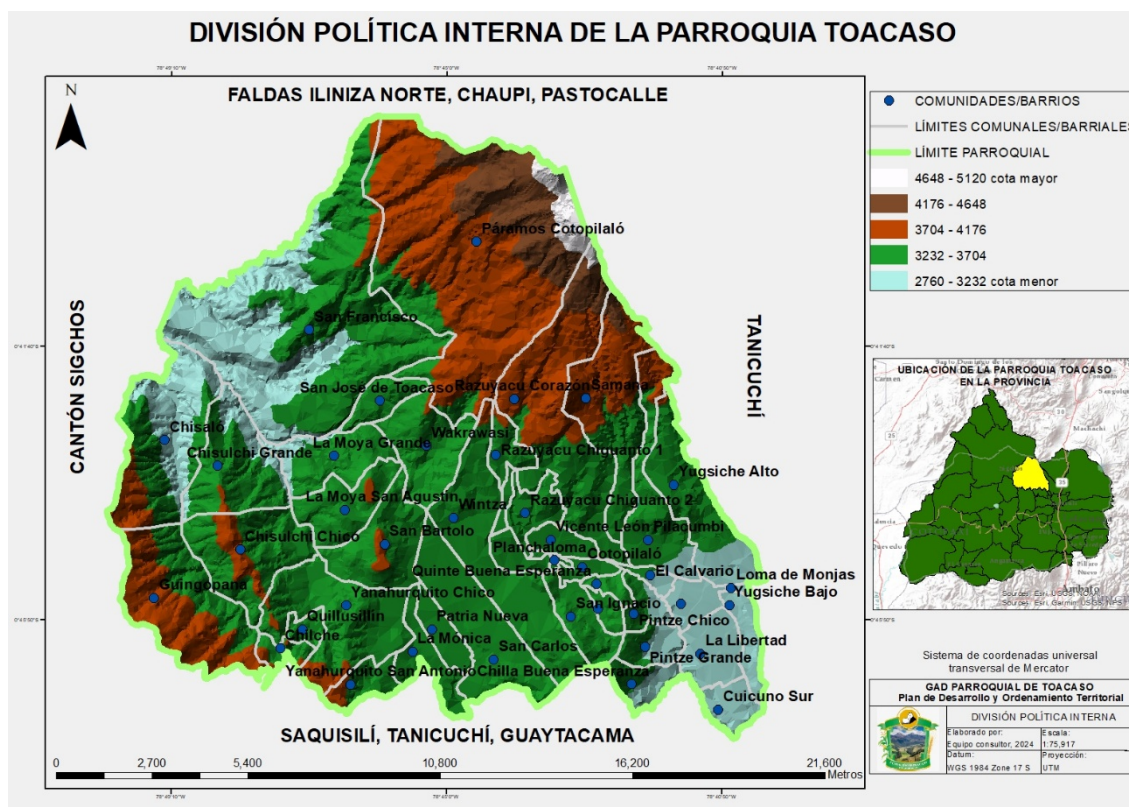 DIVISIÓN POLÍTICA INTERNA DE LA PARROQUIA TOACASO
N
FALDAS ILINIZA NORTE, CHAUPI, PASTOCALLE
CANTÓN SIGCHOS
TANICUCHÍ
SAQUISILÍ, TANICUCHÍ, GUAYTACAMA
Páramos Cotopilaló
San Francisco
San José de Toacaso
Razuyacu Corazón
Samana
Chisaló
Wakrawasi
La Moya Grande
Chisulchi Grande
Razuyacu Chiguanto 1
Yugsiche Alto
La Moya San Agustín
Wintza
Razuyacu Chiguanto 2
San Bartolo
Vicente León
Pilagumbi
Chisulchi Chico
Planchaloma
Cotopilaló
Quinte Buena Esperanza
El Calvario
Loma de Monjas
Guingopana
Yanahurquito Chico
Yugsiche Bajo
Quillusillin
Patria Nueva
San Ignacio
Pintze Chico
Chilche
La Mónica
San Carlos
La Libertad
Pintze Grande
Yanahurquito San Antonio
Chilla Buena Esperanza
Cuicuno Sur
0
2,700
5,400
10,800
16,200
21,600
Metros
COMUNIDADES/BARRIOS
LÍMITES COMUNALES/BARRIALES
LÍMITE PARROQUIAL
4648 - 5120 cota mayor
4176 - 4648
3704 - 4176
3232 - 3704
2760 - 3232 cota menor
UBICACIÓN DE LA PARROQUIA TOACASO
EN LA PROVINCIA
Machachi
Ambato
Sistema de coordenadas universal
transversal de Mercator
GAD PARROQUIAL DE TOACASO
Plan de Desarrollo y Ordenamiento Territorial
DIVISIÓN POLÍTICA INTERNA
Elaborado por:
Equipo consultor, 2024
Escala:
1:75,917
Datum:
WGS 1984 Zone 17 S
Proyección:
UTM